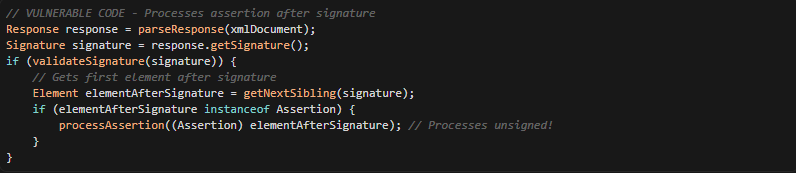 // VULNERABLE CODE - Processes assertion after signature
Response response = parseResponse(xmlDocument);
Signature signature = response.getSignature();
if (validateSignature(signature)) {
    // Gets first element after signature
    Element elementAfterSignature = getNextSibling(signature);
    if (elementAfterSignature instanceof Assertion) {
        processAssertion((Assertion) elementAfterSignature); // Processes unsigned!
    }
}